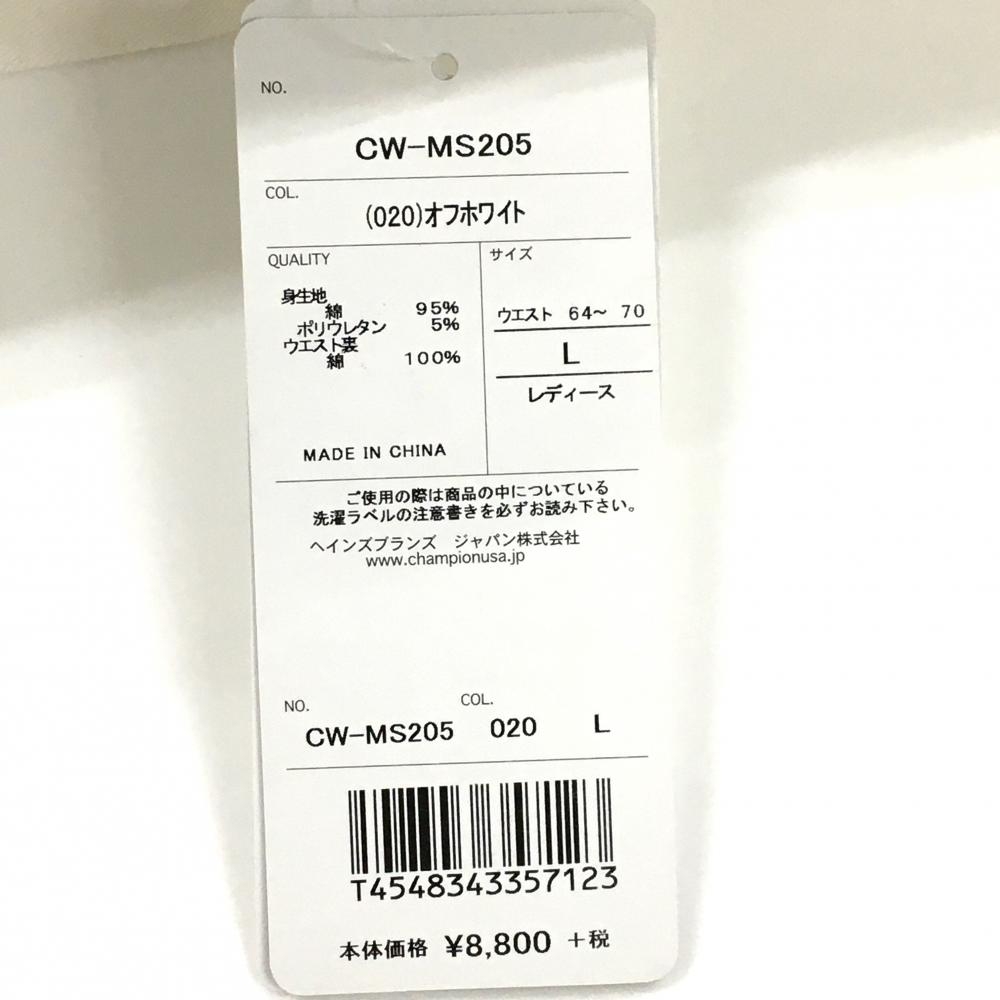 NO.
CW-MS205
COL.
(020)オフホワイト
QUALITY
身生地
綿 95%
ポリウレタン 5%
ウエスト裏
綿 100%
MADE IN CHINA
サイズ
ウエスト 64~ 70
L
レディース
ご使用の際は商品の中についている
洗濯ラベルの注意書きを必ずお読み下さい。
ヘインズブランズ ジャパン株式会社
www.championusa.jp
NO. COL.
CW-MS205 020 L
T4548343357123
本体価格 ¥8,800 +税